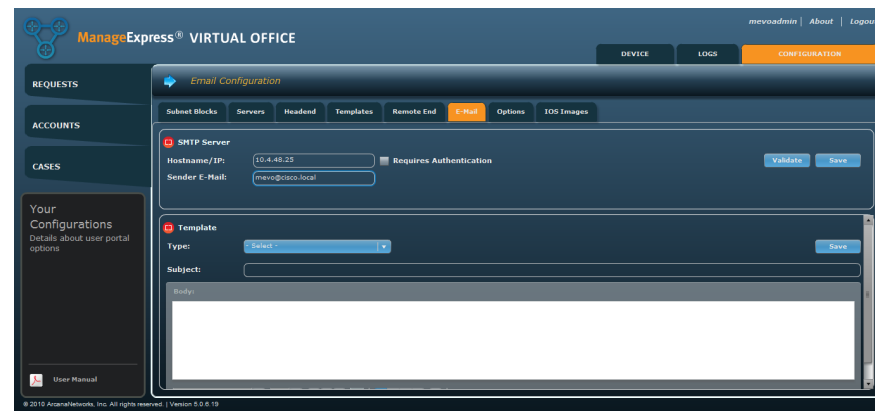 mevoadmin | About | Logou
ManageExpress® VIRTUAL OFFICE
DEVICE LOGS CONFIGURATION
REQUESTS
ACCOUNTS
CASES
Your
Configurations
Details about user portal
options
User Manual
Email Configuration
Subnet Blocks Servers Headend Templates Remote End E-Mail Options IOS Images
SMTP Server
Hostname/IP: 10.4.48.25 Requires Authentication Validate Save
Sender E-Mail: mevo@cisco.local
Template
Type: - Select - Save
Subject:
Body:
© 2010 ArcanaNetworks, Inc. All rights reserved. | Version 5.0.6.19